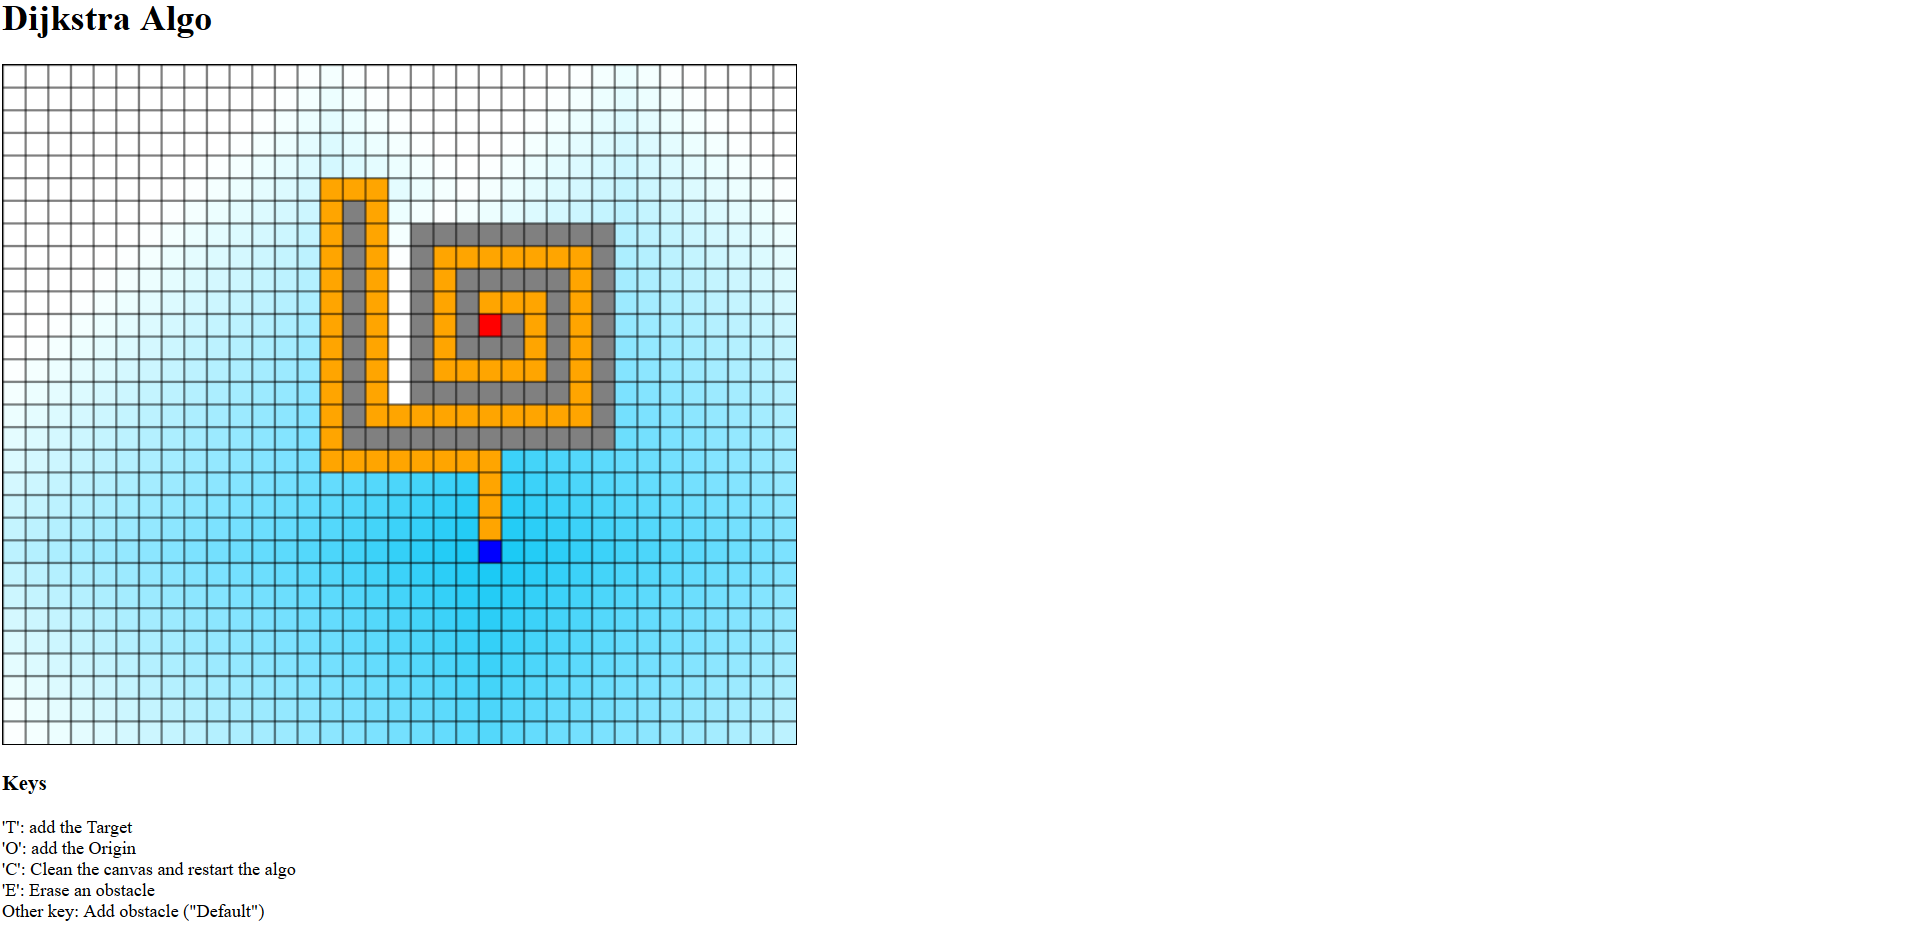 Dijkstra Algo
Keys
'T': add the Target
'O': add the Origin
'C': Clean the canvas and restart the algo
'E': Erase an obstacle
Other key: Add obstacle ("Default")